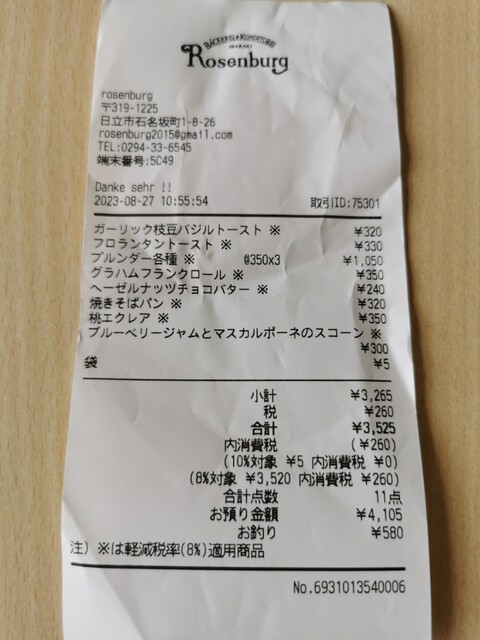 BÄCKEREI & KONDITOREI
IBARAKI
Rosenburg
rosenburg
〒319-1225
日立市石名坂町1-8-26
rosenburg2015@gmail.com
TEL:0294-33-6545
端末番号:5C49
Danke sehr !!
2023-08-27 10:55:54 取引ID:75301
ガーリック枝豆バジルトースト ※ ¥320
フロランタントースト ※ ¥330
プルンダー各種 ※ @350x3 ¥1,050
グラハムフランクロール ※ ¥350
ヘーゼルナッツチョコバター ※ ¥240
焼きそばパン ※ ¥320
桃エクレア ※ ¥350
ブルーベリージャムとマスカルポーネのスコーン ※
¥300
袋 ¥5
小計 ¥3,265
税 ¥260
合計 ¥3,525
内消費税 (¥260)
(10%対象 ¥5 内消費税 ¥0)
(8%対象 ¥3,520 内消費税 ¥260)
合計点数 11点
お預り金額 ¥4,105
お釣り ¥580
注) ※は軽減税率(8%)適用商品
No.6931013540006